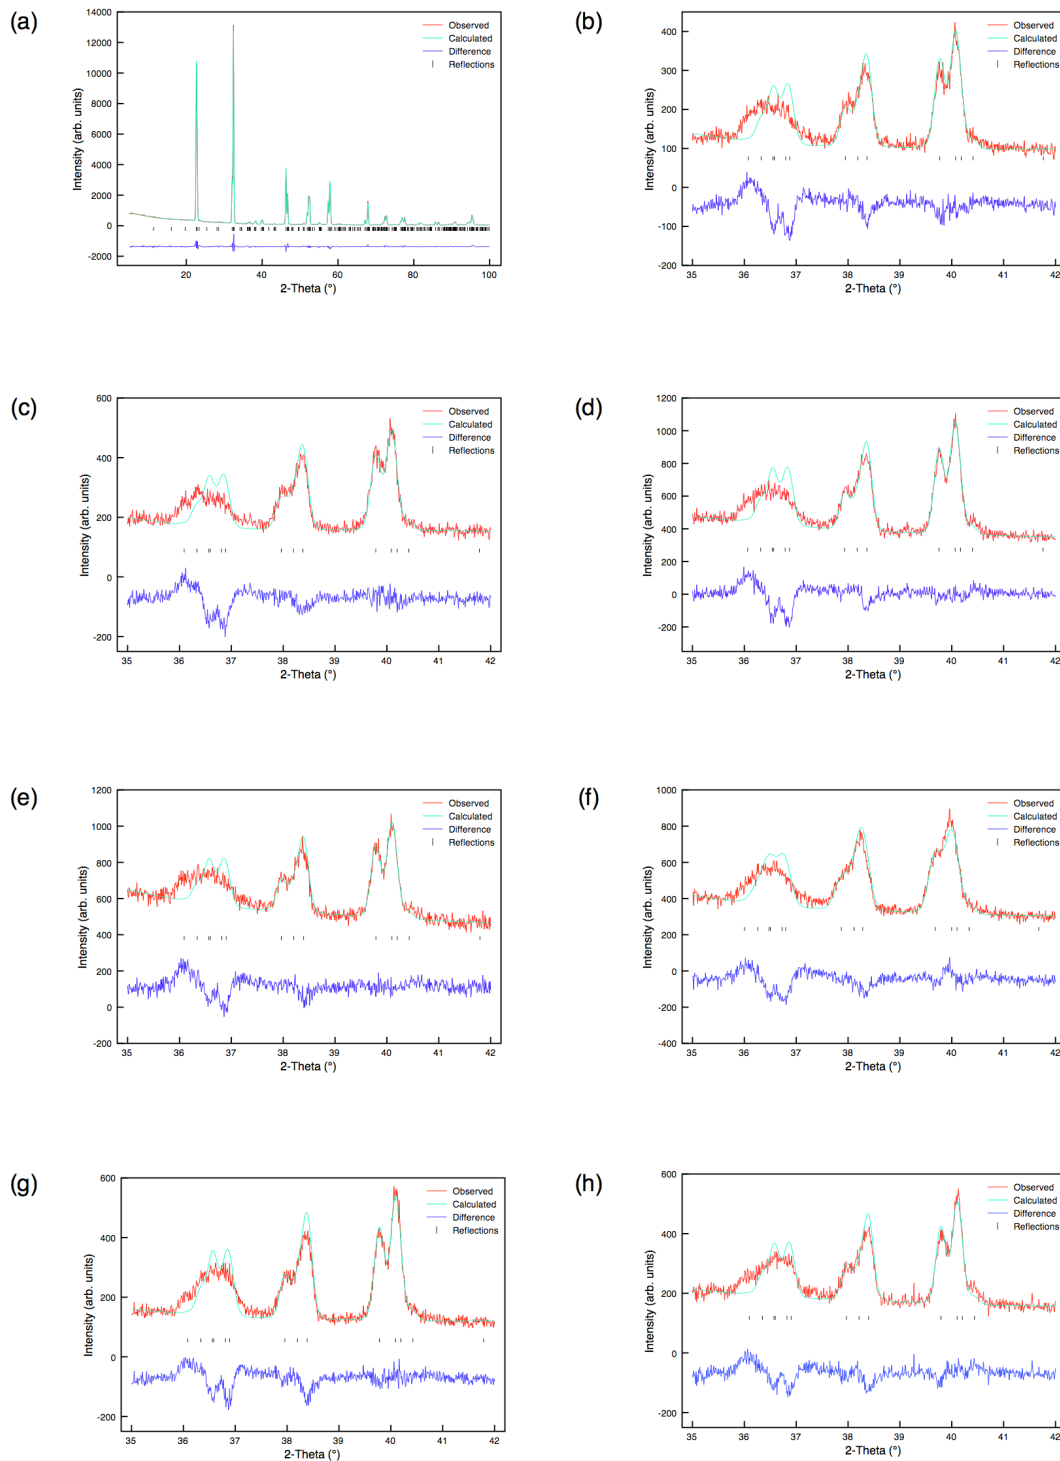 (a)
14000
12000
10000
8000
6000
4000
2000
0
-2000
Intensity (arb. units)
20 40 60 80 100
2-Theta (°)
Observed
Calculated
Difference
Reflections
(b)
400
300
200
100
0
-100
-200
Intensity (arb. units)
35 36 37 38 39 40 41 42
2-Theta (°)
Observed
Calculated
Difference
Reflections
(c)
600
400
200
0
-200
Intensity (arb. units)
35 36 37 38 39 40 41 42
2-Theta (°)
Observed
Calculated
Difference
Reflections
(d)
1200
1000
800
600
400
200
0
-200
Intensity (arb. units)
35 36 37 38 39 40 41 42
2-Theta (°)
Observed
Calculated
Difference
Reflections
(e)
1200
1000
800
600
400
200
0
-200
Intensity (arb. units)
35 36 37 38 39 40 41 42
2-Theta (°)
Observed
Calculated
Difference
Reflections
(f)
1000
800
600
400
200
0
-200
-400
Intensity (arb. units)
35 36 37 38 39 40 41 42
2-Theta (°)
Observed
Calculated
Difference
Reflections
(g)
600
400
200
0
-200
Intensity (arb. units)
35 36 37 38 39 40 41 42
2-Theta (°)
Observed
Calculated
Difference
Reflections
(h)
600
400
200
0
-200
Intensity (arb. units)
35 36 37 38 39 40 41 42
2-Theta (°)
Observed
Calculated
Difference
Reflections